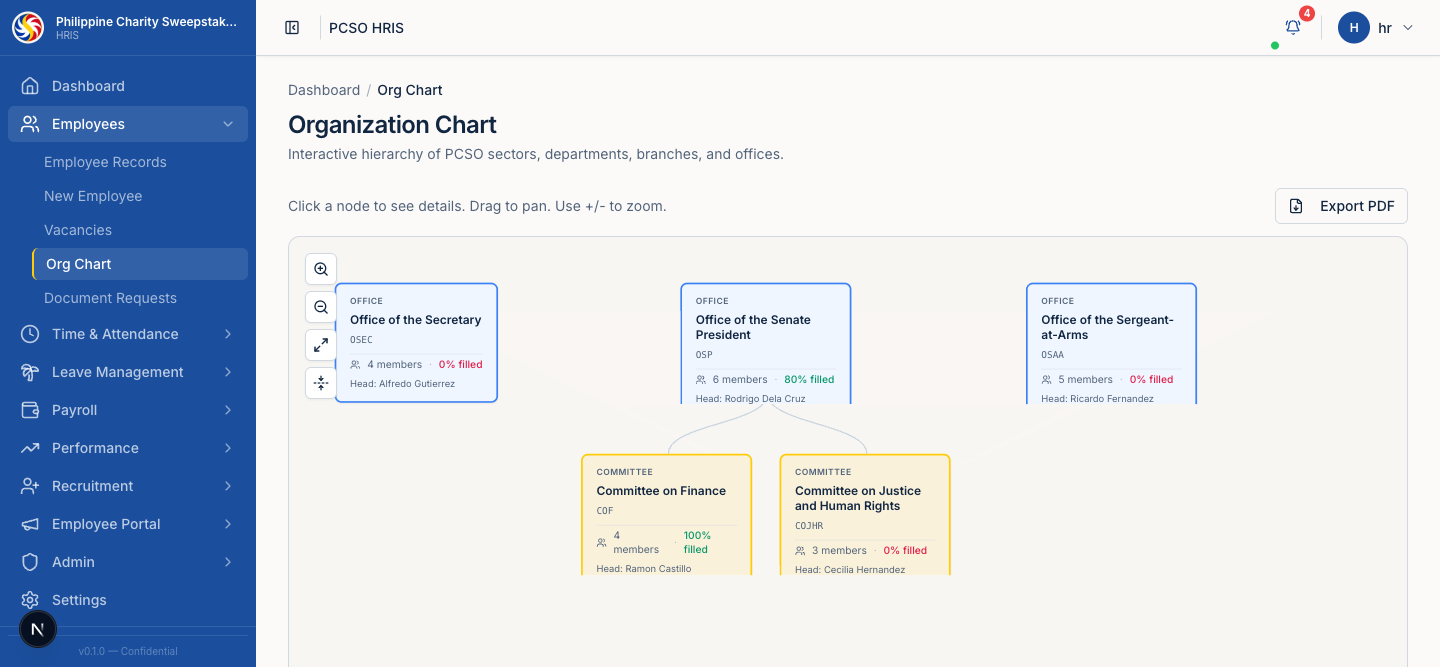 Philippine Charity Sweepstak...
HRIS
PCSO HRIS
4
H
hr
Dashboard
Employees
Employee Records
New Employee
Vacancies
Org Chart
Document Requests
Time & Attendance
Leave Management
Payroll
Performance
Recruitment
Employee Portal
Admin
Settings
N
v0.1.0 — Confidential
Dashboard / Org Chart
Organization Chart
Interactive hierarchy of PCSO sectors, departments, branches, and offices.
Click a node to see details. Drag to pan. Use +/- to zoom.
Export PDF
OFFICE
Office of the Secretary
OSEC
4 members · 0% filled
Head: Alfredo Gutierrez
OFFICE
Office of the Senate
President
OSP
6 members · 80% filled
Head: Rodrigo Dela Cruz
OFFICE
Office of the Sergeant-
at-Arms
OSAA
5 members · 0% filled
Head: Ricardo Fernandez
COMMITTEE
Committee on Finance
COF
4
members
·
100%
filled
Head: Ramon Castillo
COMMITTEE
Committee on Justice
and Human Rights
COJHR
3 members · 0% filled
Head: Cecilia Hernandez